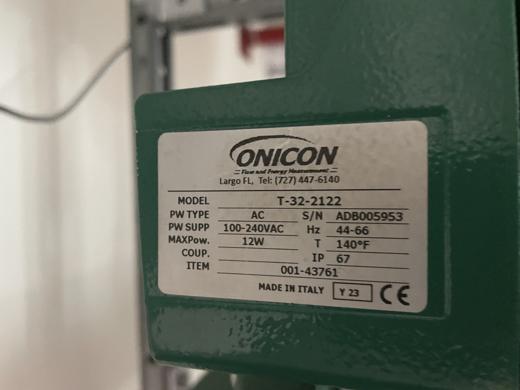 ONICON
Flow and Energy Measurement
Largo FL, Tel: (727) 447-6140
MODEL T-32-2122
PW TYPE AC S/N ADB005953
PW SUPP 100-240VAC Hz 44-66
MAXPow. 12W T 140°F
COUP. IP 67
ITEM 001-43761
MADE IN ITALY Y 23 CE